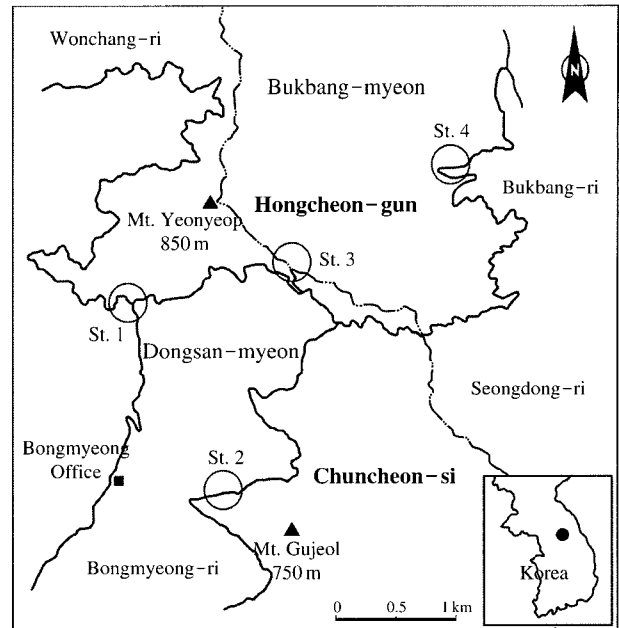 Wonchang-ri
Bukbang-myeon
N
St. 4
Bukbang-ri
Mt. Yeonyeop
850 m
Hongcheon-gun
St. 3
St. 1
Dongsan-myeon
Seongdong-ri
Bongmyeong
Office
St. 2
Chuncheon-si
Mt. Gujeol
750 m
Bongmyeong-ri
Korea
0 0.5 1 km